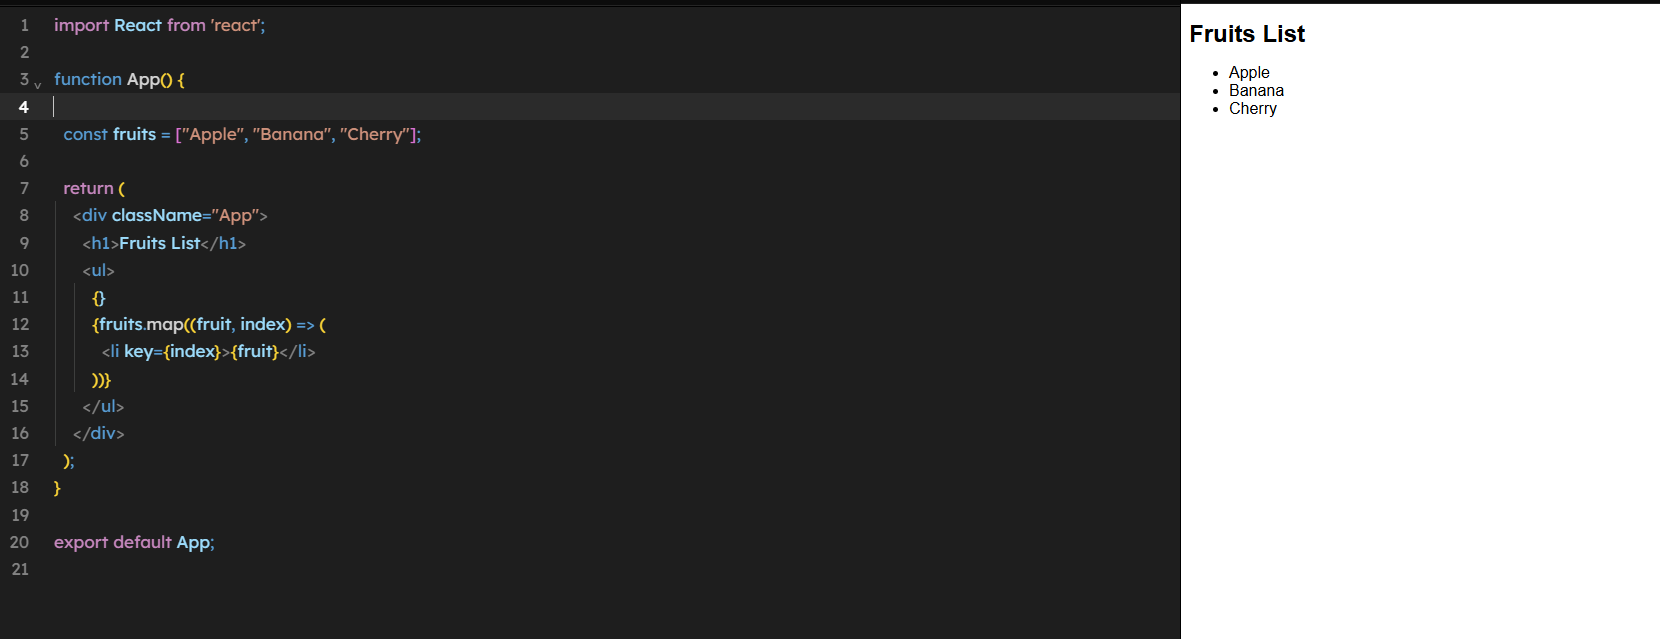 1 import React from 'react';
2
3 function App() {
4
5 const fruits = ["Apple", "Banana", "Cherry"];
6
7 return (
8 <div className="App">
9 <h1>Fruits List</h1>
10 <ul>
11 {}
12 {fruits.map((fruit, index) => (
13 <li key={index}>{fruit}</li>
14 ))}
15 </ul>
16 </div>
17 );
18 }
19
20 export default App;
21
Fruits List
• Apple
• Banana
• Cherry